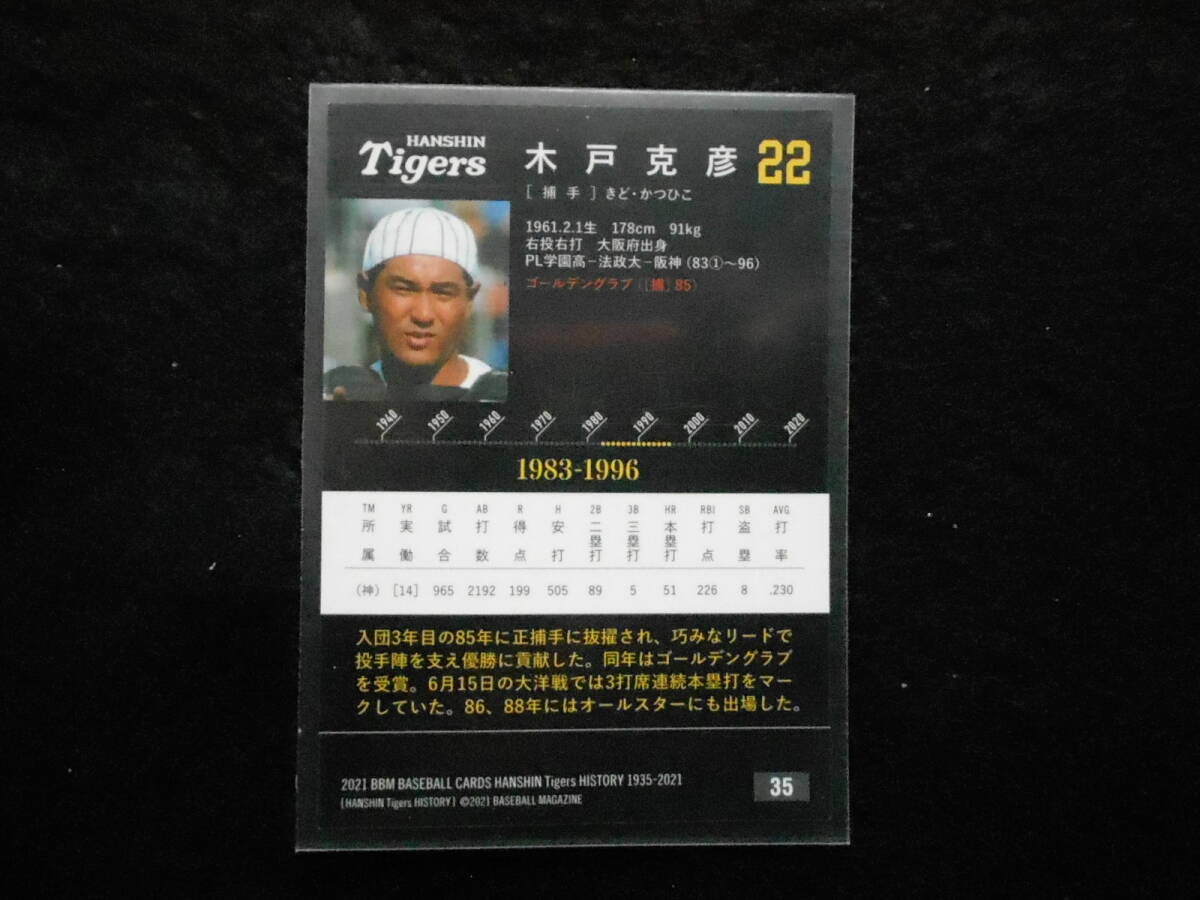 HANSHIN
Tigers
木戸克彦 22
[捕手] きど・かつひこ
1961.2.1生 178cm 91kg
右投右打 大阪府出身
PL学園高-法政大-阪神(83①~96)
ゴールデングラブ([捕]85)
1940 1950 1960 1970 1980 1990 2000 2010 2020
1983-1996
TM YR G AB R H 2B 3B HR RBI SB AVG
所属 実働 試合 打数 得点 安打 二塁打 三塁打 本塁打 打点 盗塁 打率
(神) [14] 965 2192 199 505 89 5 51 226 8 .230
入団3年目の85年に正捕手に抜擢され、巧みなリードで
投手陣を支え優勝に貢献した。同年はゴールデングラブ
を受賞。6月15日の大洋戦では3打席連続本塁打をマー
クしていた。86、88年にはオールスターにも出場した。
2021 BBM BASEBALL CARDS HANSHIN Tigers HISTORY 1935-2021
[HANSHIN Tigers HISTORY] ©2021 BASEBALL MAGAZINE
35